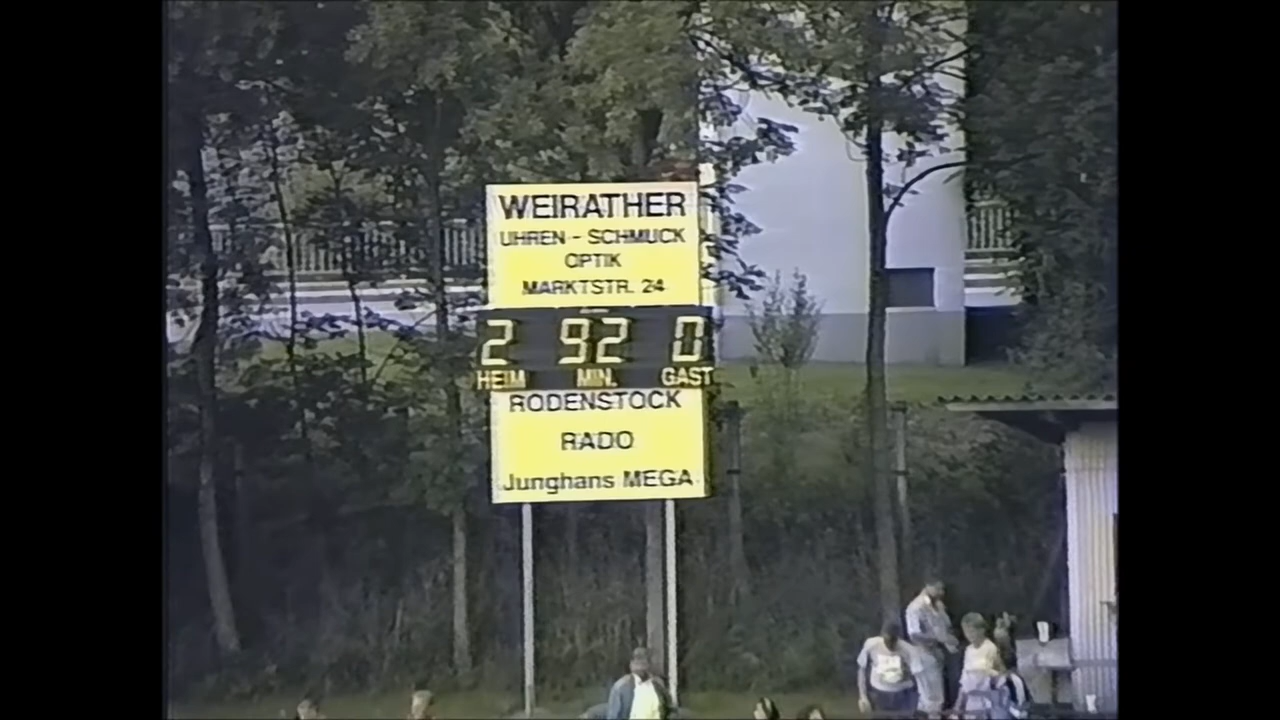 WEIRATHER
UHREN - SCHMUCK
OPTIK
MARKTSTR. 24
2 92 0
HEIM MIN. GAST
RODENSTOCK
RADO
Junghans MEGA